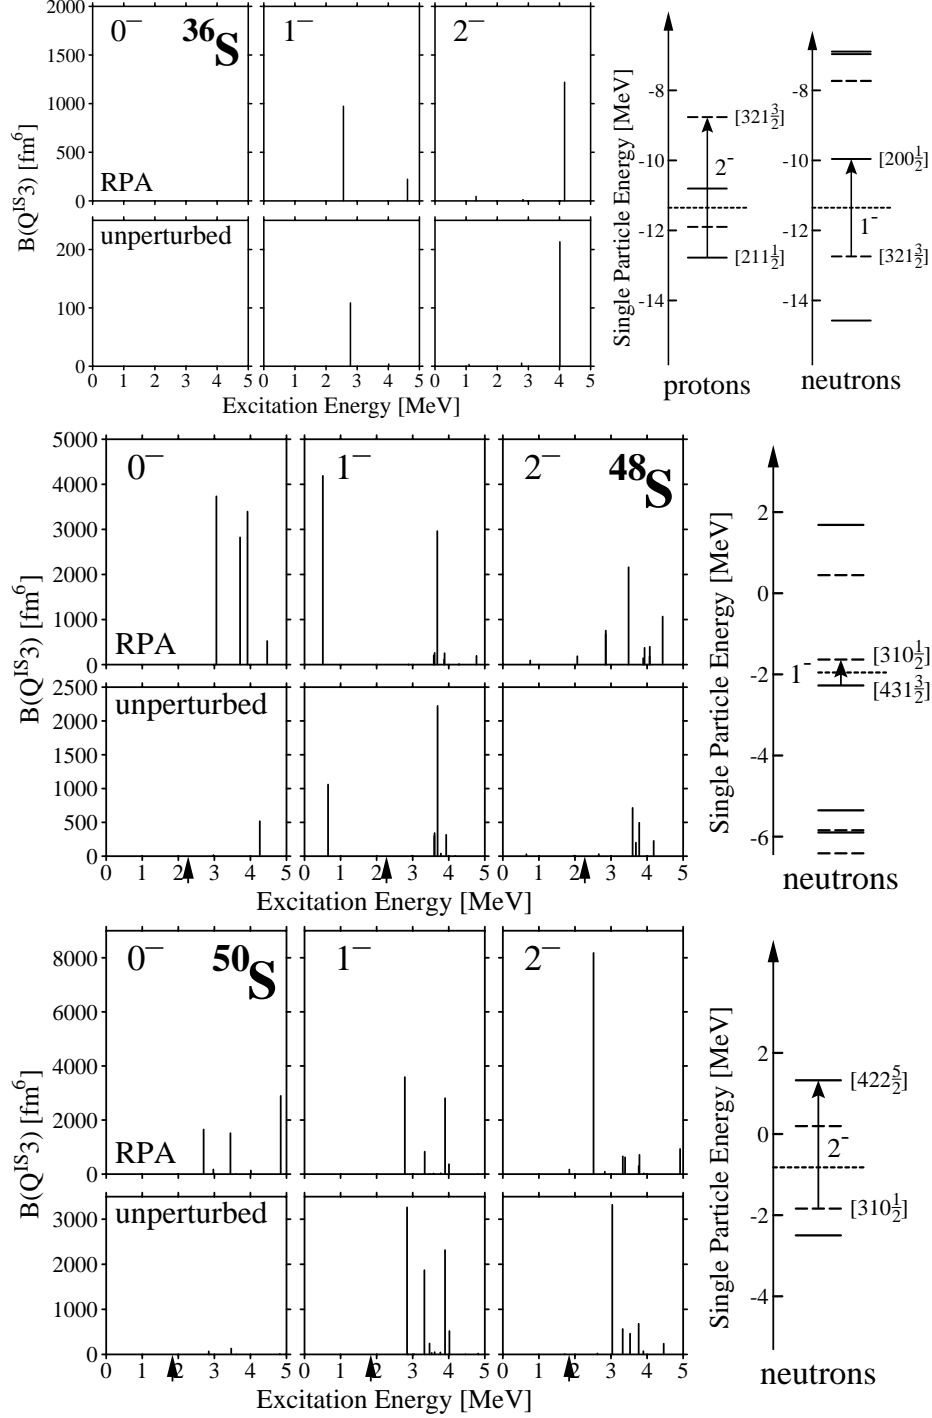 0⁻ ³⁶S 1⁻ 2⁻
2000
1500
1000
500
0
RPA
B(Q^IS3) [fm⁶]
unperturbed
200
100
0
0 1 2 3 4 5 0 1 2 3 4 5 0 1 2 3 4 5
Excitation Energy [MeV]
Single Particle Energy [MeV]
-8
-10
-12
-14
[321 3/2]
2⁻
[211 1/2]
protons
-8
-10
-12
-14
[200 1/2]
1⁻
[321 3/2]
neutrons
0⁻ 1⁻ 2⁻ ⁴⁸S
5000
4000
3000
2000
1000
0
RPA
B(Q^IS3) [fm⁶]
unperturbed
2500
2000
1500
1000
500
0
0 1 2 3 4 5 0 1 2 3 4 5 0 1 2 3 4 5
Excitation Energy [MeV]
Single Particle Energy [MeV]
2
0
-2
-4
-6
1⁻
[310 1/2]
[431 3/2]
neutrons
0⁻ ⁵⁰S 1⁻ 2⁻
8000
6000
4000
2000
0
RPA
B(Q^IS3) [fm⁶]
unperturbed
3000
2000
1000
0
0 1 2 3 4 5 0 1 2 3 4 5 0 1 2 3 4 5
Excitation Energy [MeV]
Single Particle Energy [MeV]
2
0
-2
-4
[422 5/2]
2⁻
[310 1/2]
neutrons